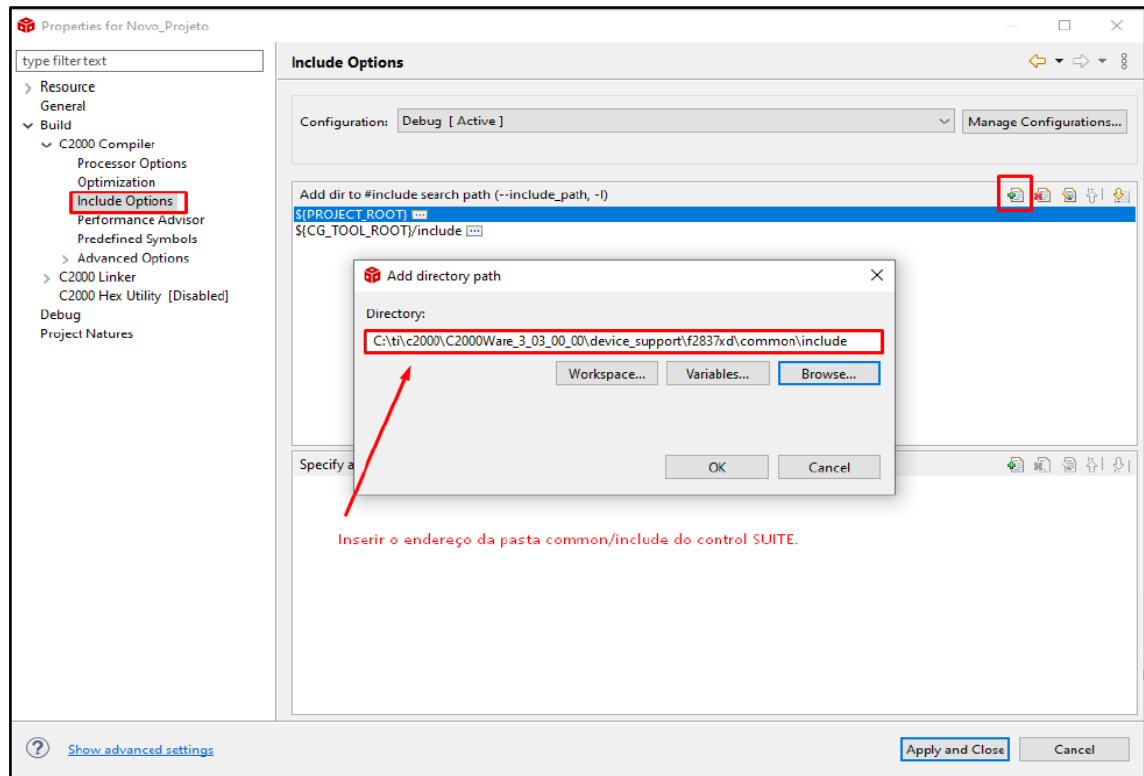 Properties for Novo_Projeto
type filter text
Include Options
Resource
General
Build
C2000 Compiler
Processor Options
Optimization
Include Options
Performance Advisor
Predefined Symbols
Advanced Options
C2000 Linker
C2000 Hex Utility [Disabled]
Debug
Project Natures
Configuration: Debug [ Active ]
Manage Configurations...
Add dir to #include search path (--include_path, -I)
${PROJECT_ROOT}
${CG_TOOL_ROOT}/include
Add directory path
Directory:
C:\ti\c2000\C2000Ware_3_03_00_00\device_support\f2837xd\common\include
Workspace... Variables... Browse...
OK Cancel
Specify a
Inserir o endereço da pasta common/include do control SUITE.
? Show advanced settings
Apply and Close Cancel